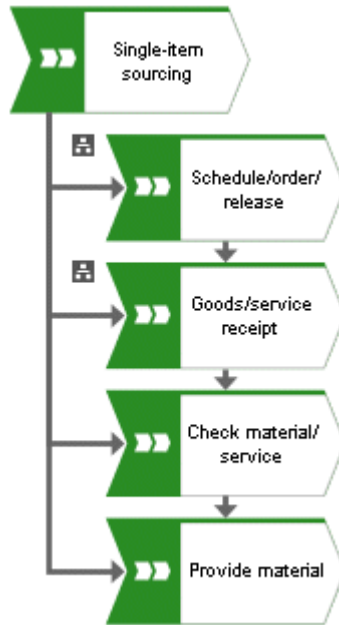 Single-item
sourcing
Schedule/order/
release
Goods/service
receipt
Check material/
service
Provide material